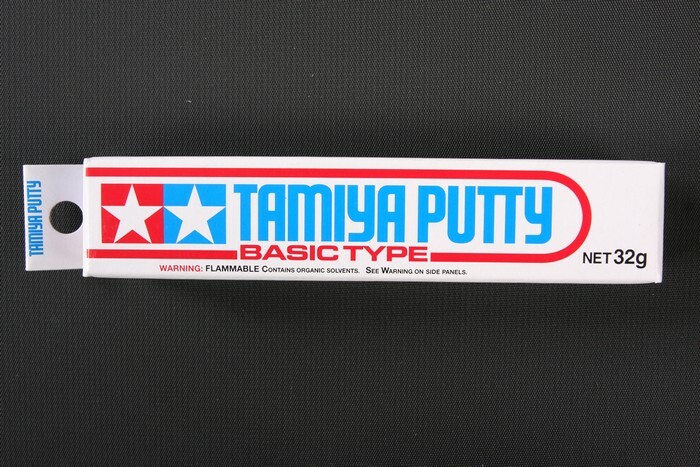 TAMIYA PUTTY
TAMIYA PUTTY
BASIC TYPE
NET 32g
WARNING: FLAMMABLE CONTAINS ORGANIC SOLVENTS. SEE WARNING ON SIDE PANELS.